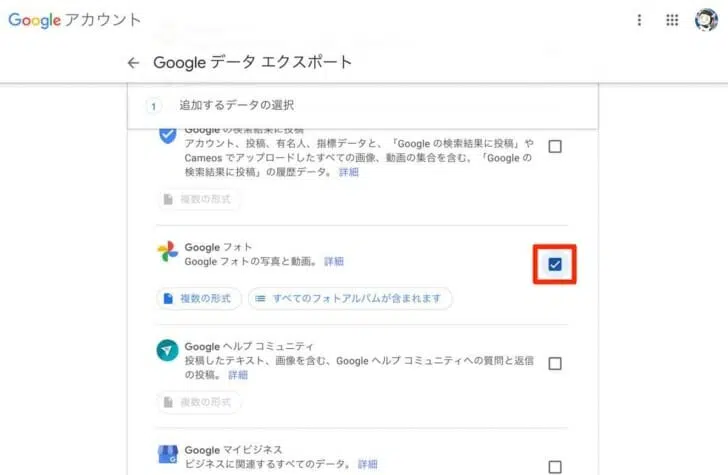 Google アカウント
Google データ エクスポート
1 追加するデータの選択
Google の検索結果に投稿
アカウント、投稿、有名人、指標データと、「Google の検索結果に投稿」や
Cameos でアップロードしたすべての画像、動画の集合を含む、「Google の
検索結果に投稿」の履歴データ。 詳細
複数の形式
Google フォト
Google フォトの写真と動画。 詳細
複数の形式 すべてのフォトアルバムが含まれます
Google ヘルプ コミュニティ
投稿したテキスト、画像を含む、Google ヘルプ コミュニティへの質問と返信
の投稿。 詳細
複数の形式
Google マイビジネス
ビジネスに関連するすべてのデータ。 詳細